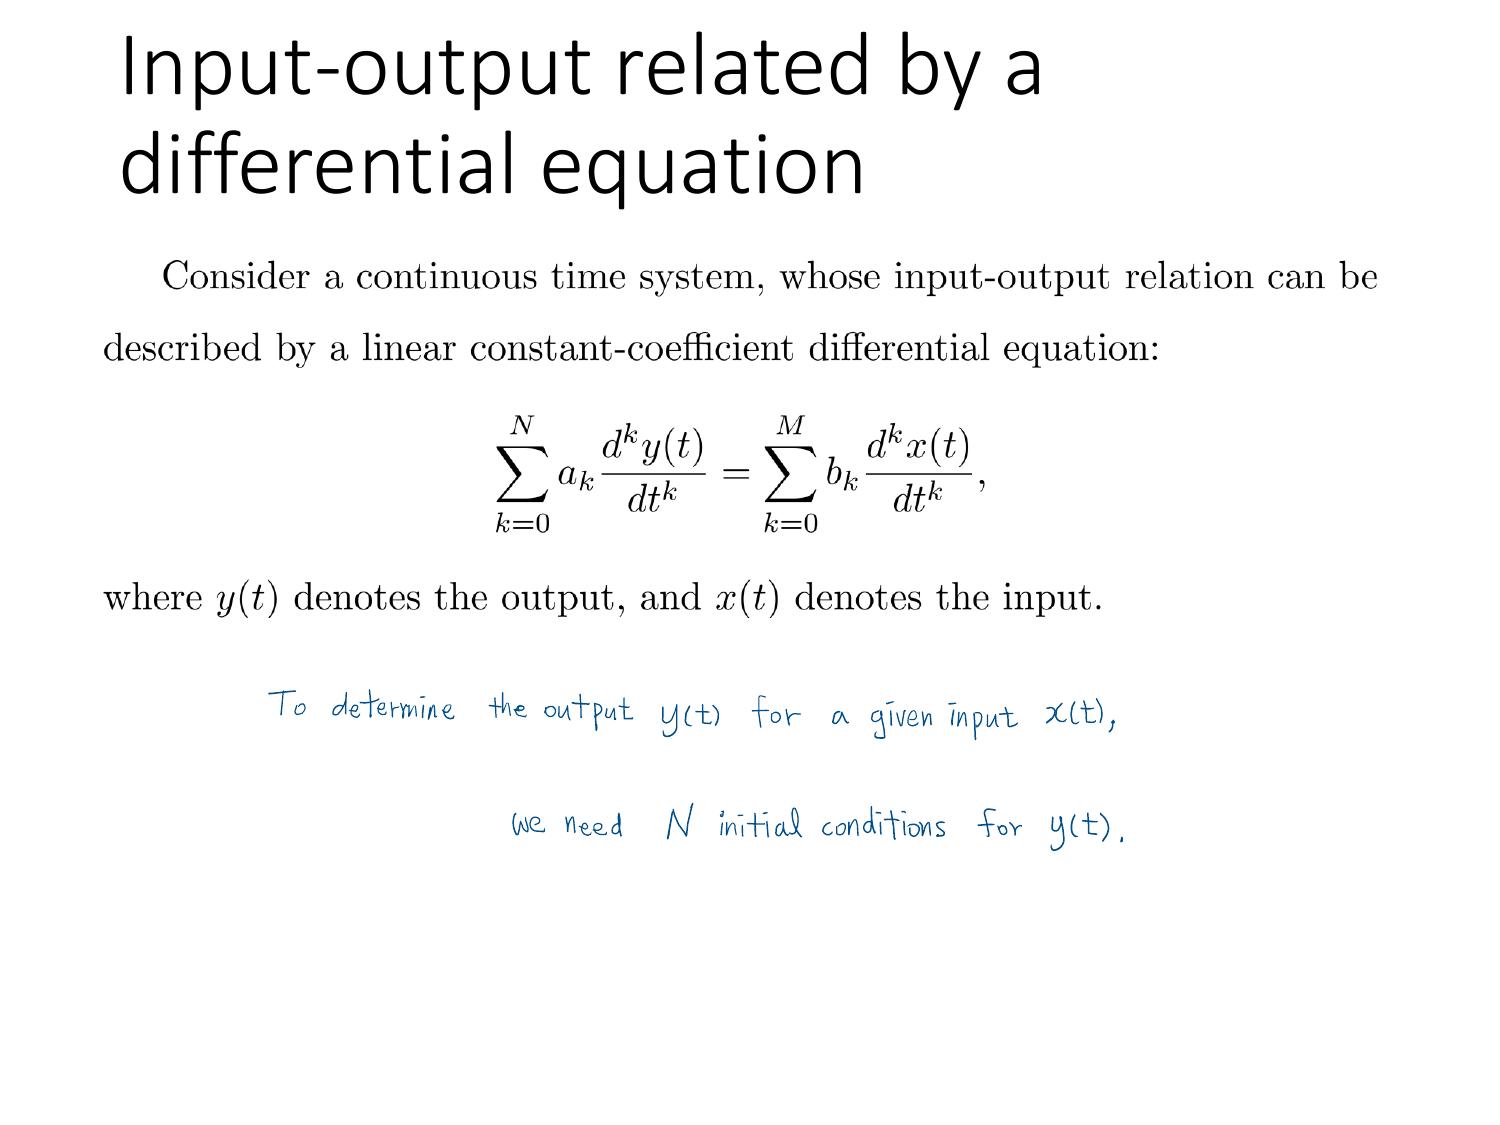 Input-output related by a
differential equation
Consider a continuous time system, whose input-output relation can be
described by a linear constant-coefficient differential equation:
$$\sum_{k=0}^{N} a_k \frac{d^k y(t)}{dt^k} = \sum_{k=0}^{M} b_k \frac{d^k x(t)}{dt^k},$$
where y(t) denotes the output, and x(t) denotes the input.
To determine the output y(t) for a given input x(t),
we need N initial conditions for y(t).